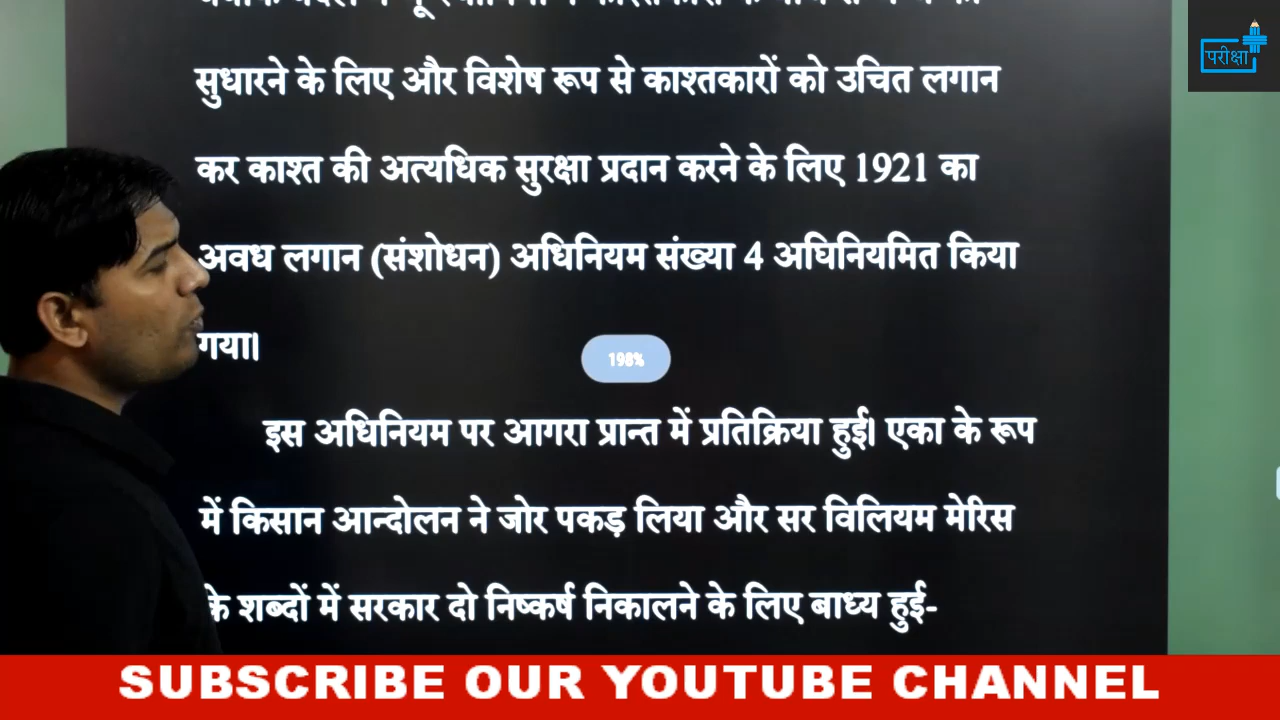 परीक्षा
सुधारने के लिए और विशेष रूप से काश्तकारों को उचित लगान
कर काश्त की अत्यधिक सुरक्षा प्रदान करने के लिए 1921 का
अवध लगान (संशोधन) अधिनियम संख्या 4 अघिनियमित किया
गया।
198%
इस अधिनियम पर आगरा प्रान्त में प्रतिक्रिया हुई। एका के रूप
में किसान आन्दोलन ने जोर पकड़ लिया और सर विलियम मेरिस
के शब्दों में सरकार दो निष्कर्ष निकालने के लिए बाध्य हुई-
SUBSCRIBE OUR YOUTUBE CHANNEL